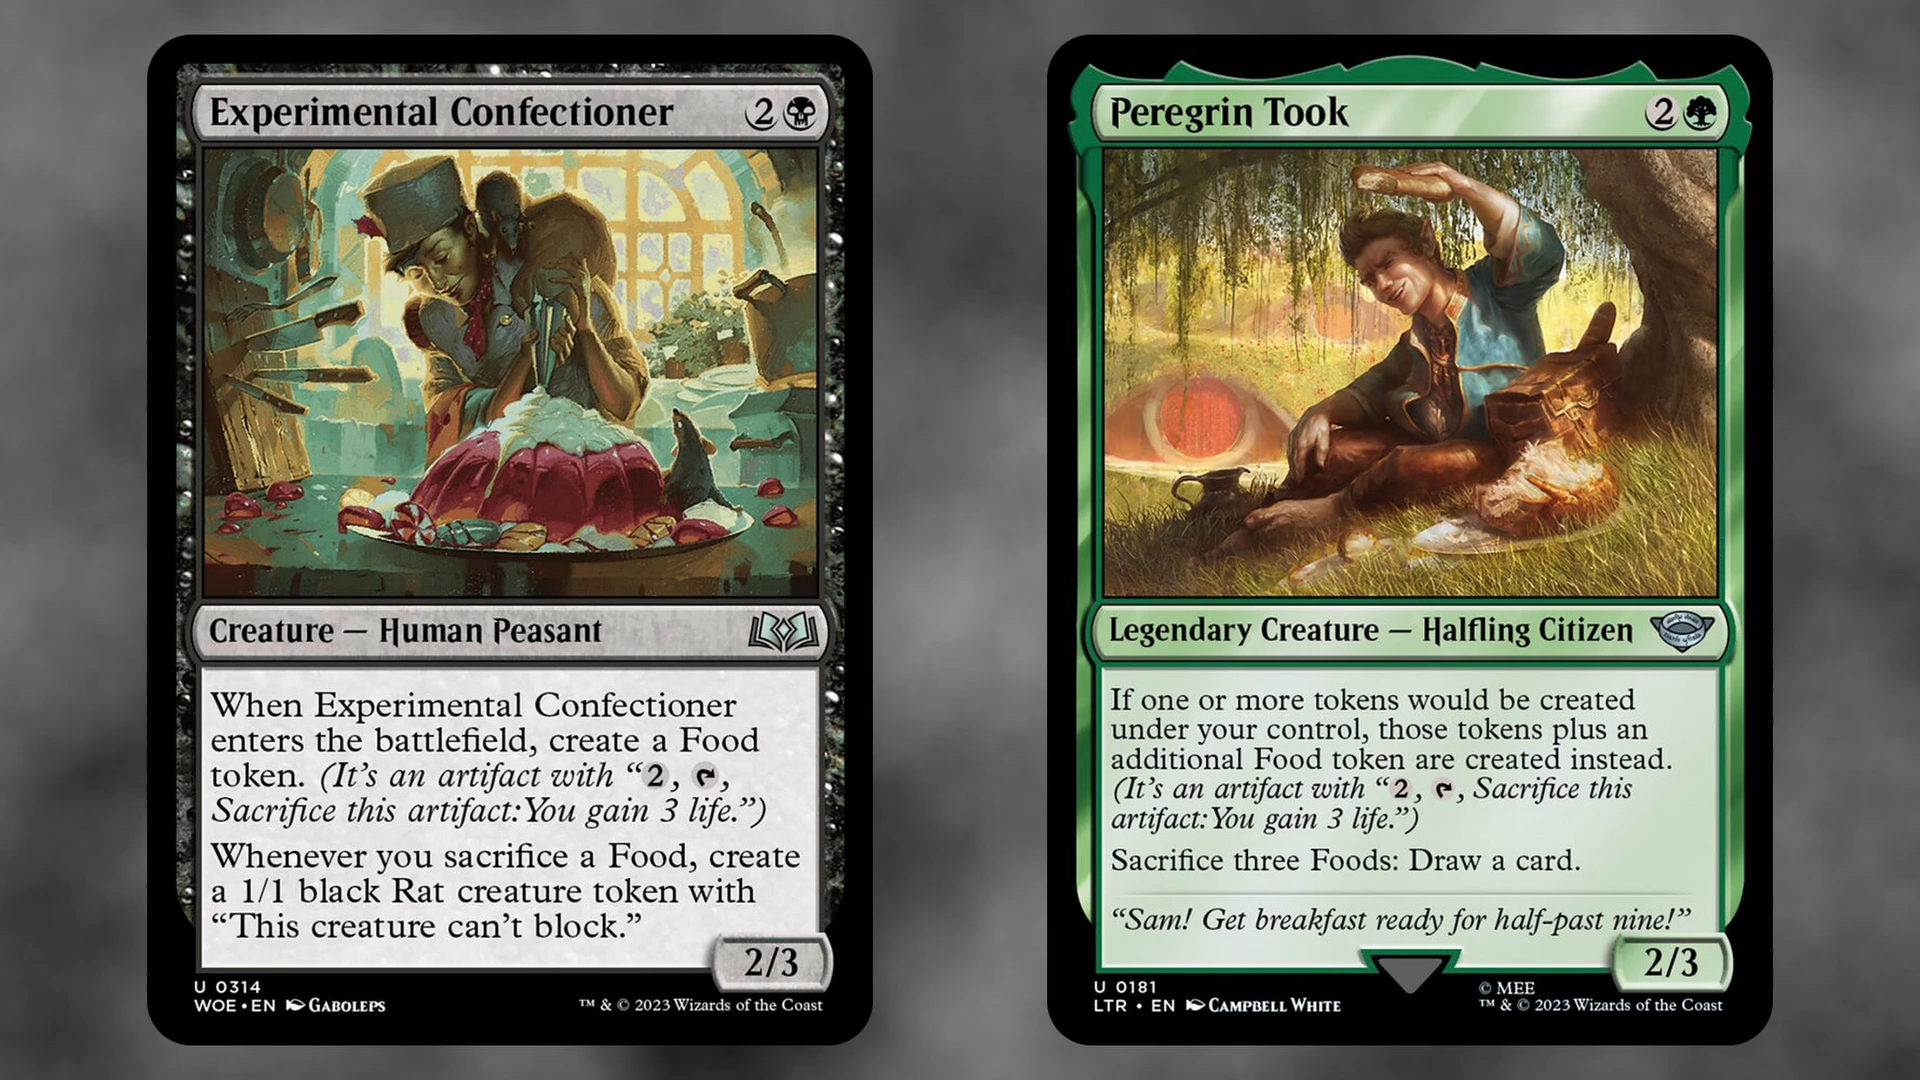 Experimental Confectioner 2
Creature — Human Peasant
When Experimental Confectioner
enters the battlefield, create a Food
token. (It's an artifact with “2, ,
Sacrifice this artifact: You gain 3 life.”)
Whenever you sacrifice a Food, create
a 1/1 black Rat creature token with
“This creature can't block.”
2/3
U 0314
WOE • EN GABOLEPS
™ & © 2023 Wizards of the Coast
Peregrin Took 2
Legendary Creature — Halfling Citizen
If one or more tokens would be created
under your control, those tokens plus an
additional Food token are created instead.
(It's an artifact with “2, , Sacrifice this
artifact: You gain 3 life.”)
Sacrifice three Foods: Draw a card.
“Sam! Get breakfast ready for half-past nine!”
2/3
U 0181
LTR • EN CAMPBELL WHITE
© MEE
™ & © 2023 Wizards of the Coast